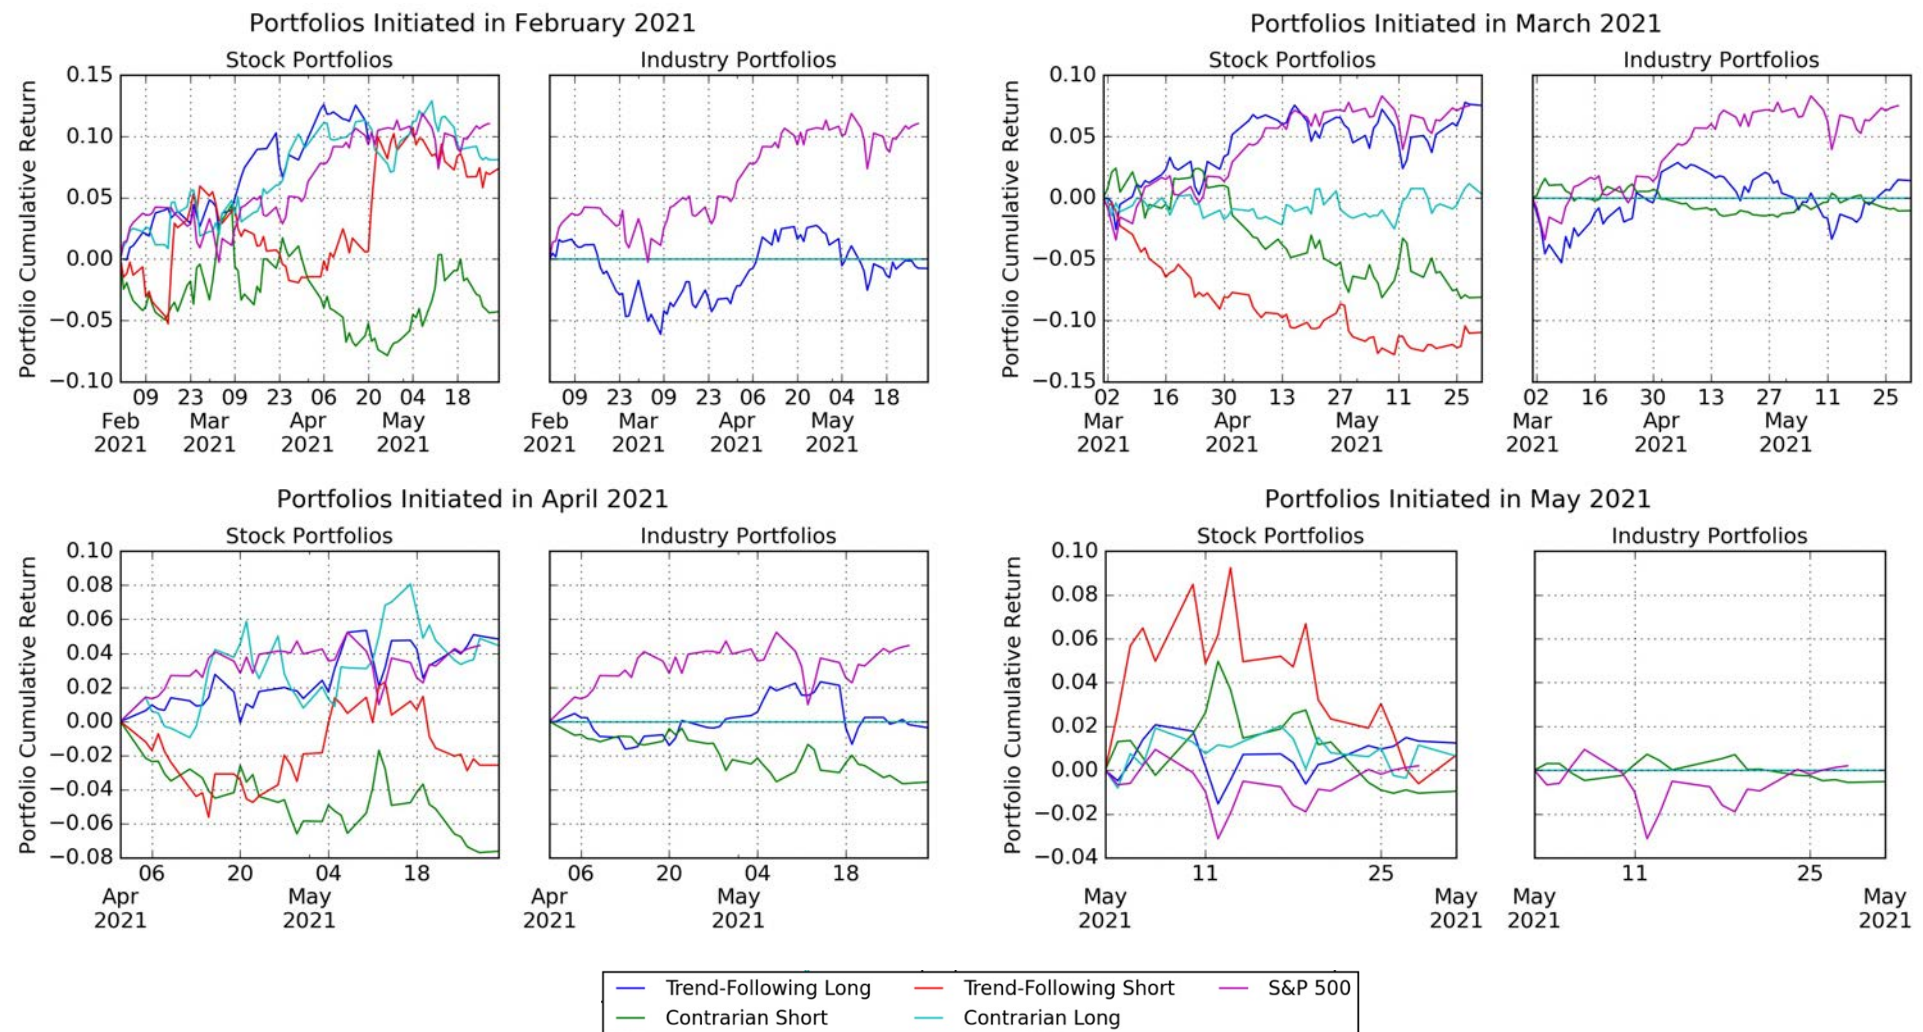 Portfolios Initiated in February 2021
Stock Portfolios
Industry Portfolios
Portfolio Cumulative Return
0.15
0.10
0.05
0.00
−0.05
−0.10
09 23 09 23 06 20 04 18
Feb Mar Apr May
2021 2021 2021 2021
09 23 09 23 06 20 04 18
Feb Mar Apr May
2021 2021 2021 2021
Portfolios Initiated in March 2021
Stock Portfolios
Industry Portfolios
Portfolio Cumulative Return
0.10
0.05
0.00
−0.05
−0.10
−0.15
02 16 30 13 27 11 25
Mar Apr May
2021 2021 2021
02 16 30 13 27 11 25
Mar Apr May
2021 2021 2021
Portfolios Initiated in April 2021
Stock Portfolios
Industry Portfolios
Portfolio Cumulative Return
0.10
0.08
0.06
0.04
0.02
0.00
−0.02
−0.04
−0.06
−0.08
06 20 04 18
Apr May
2021 2021
06 20 04 18
Apr May
2021 2021
Portfolios Initiated in May 2021
Stock Portfolios
Industry Portfolios
Portfolio Cumulative Return
0.10
0.08
0.06
0.04
0.02
0.00
−0.02
−0.04
11 25
May May
2021 2021
11 25
May May
2021 2021
Trend-Following Long Trend-Following Short S&P 500
Contrarian Short Contrarian Long